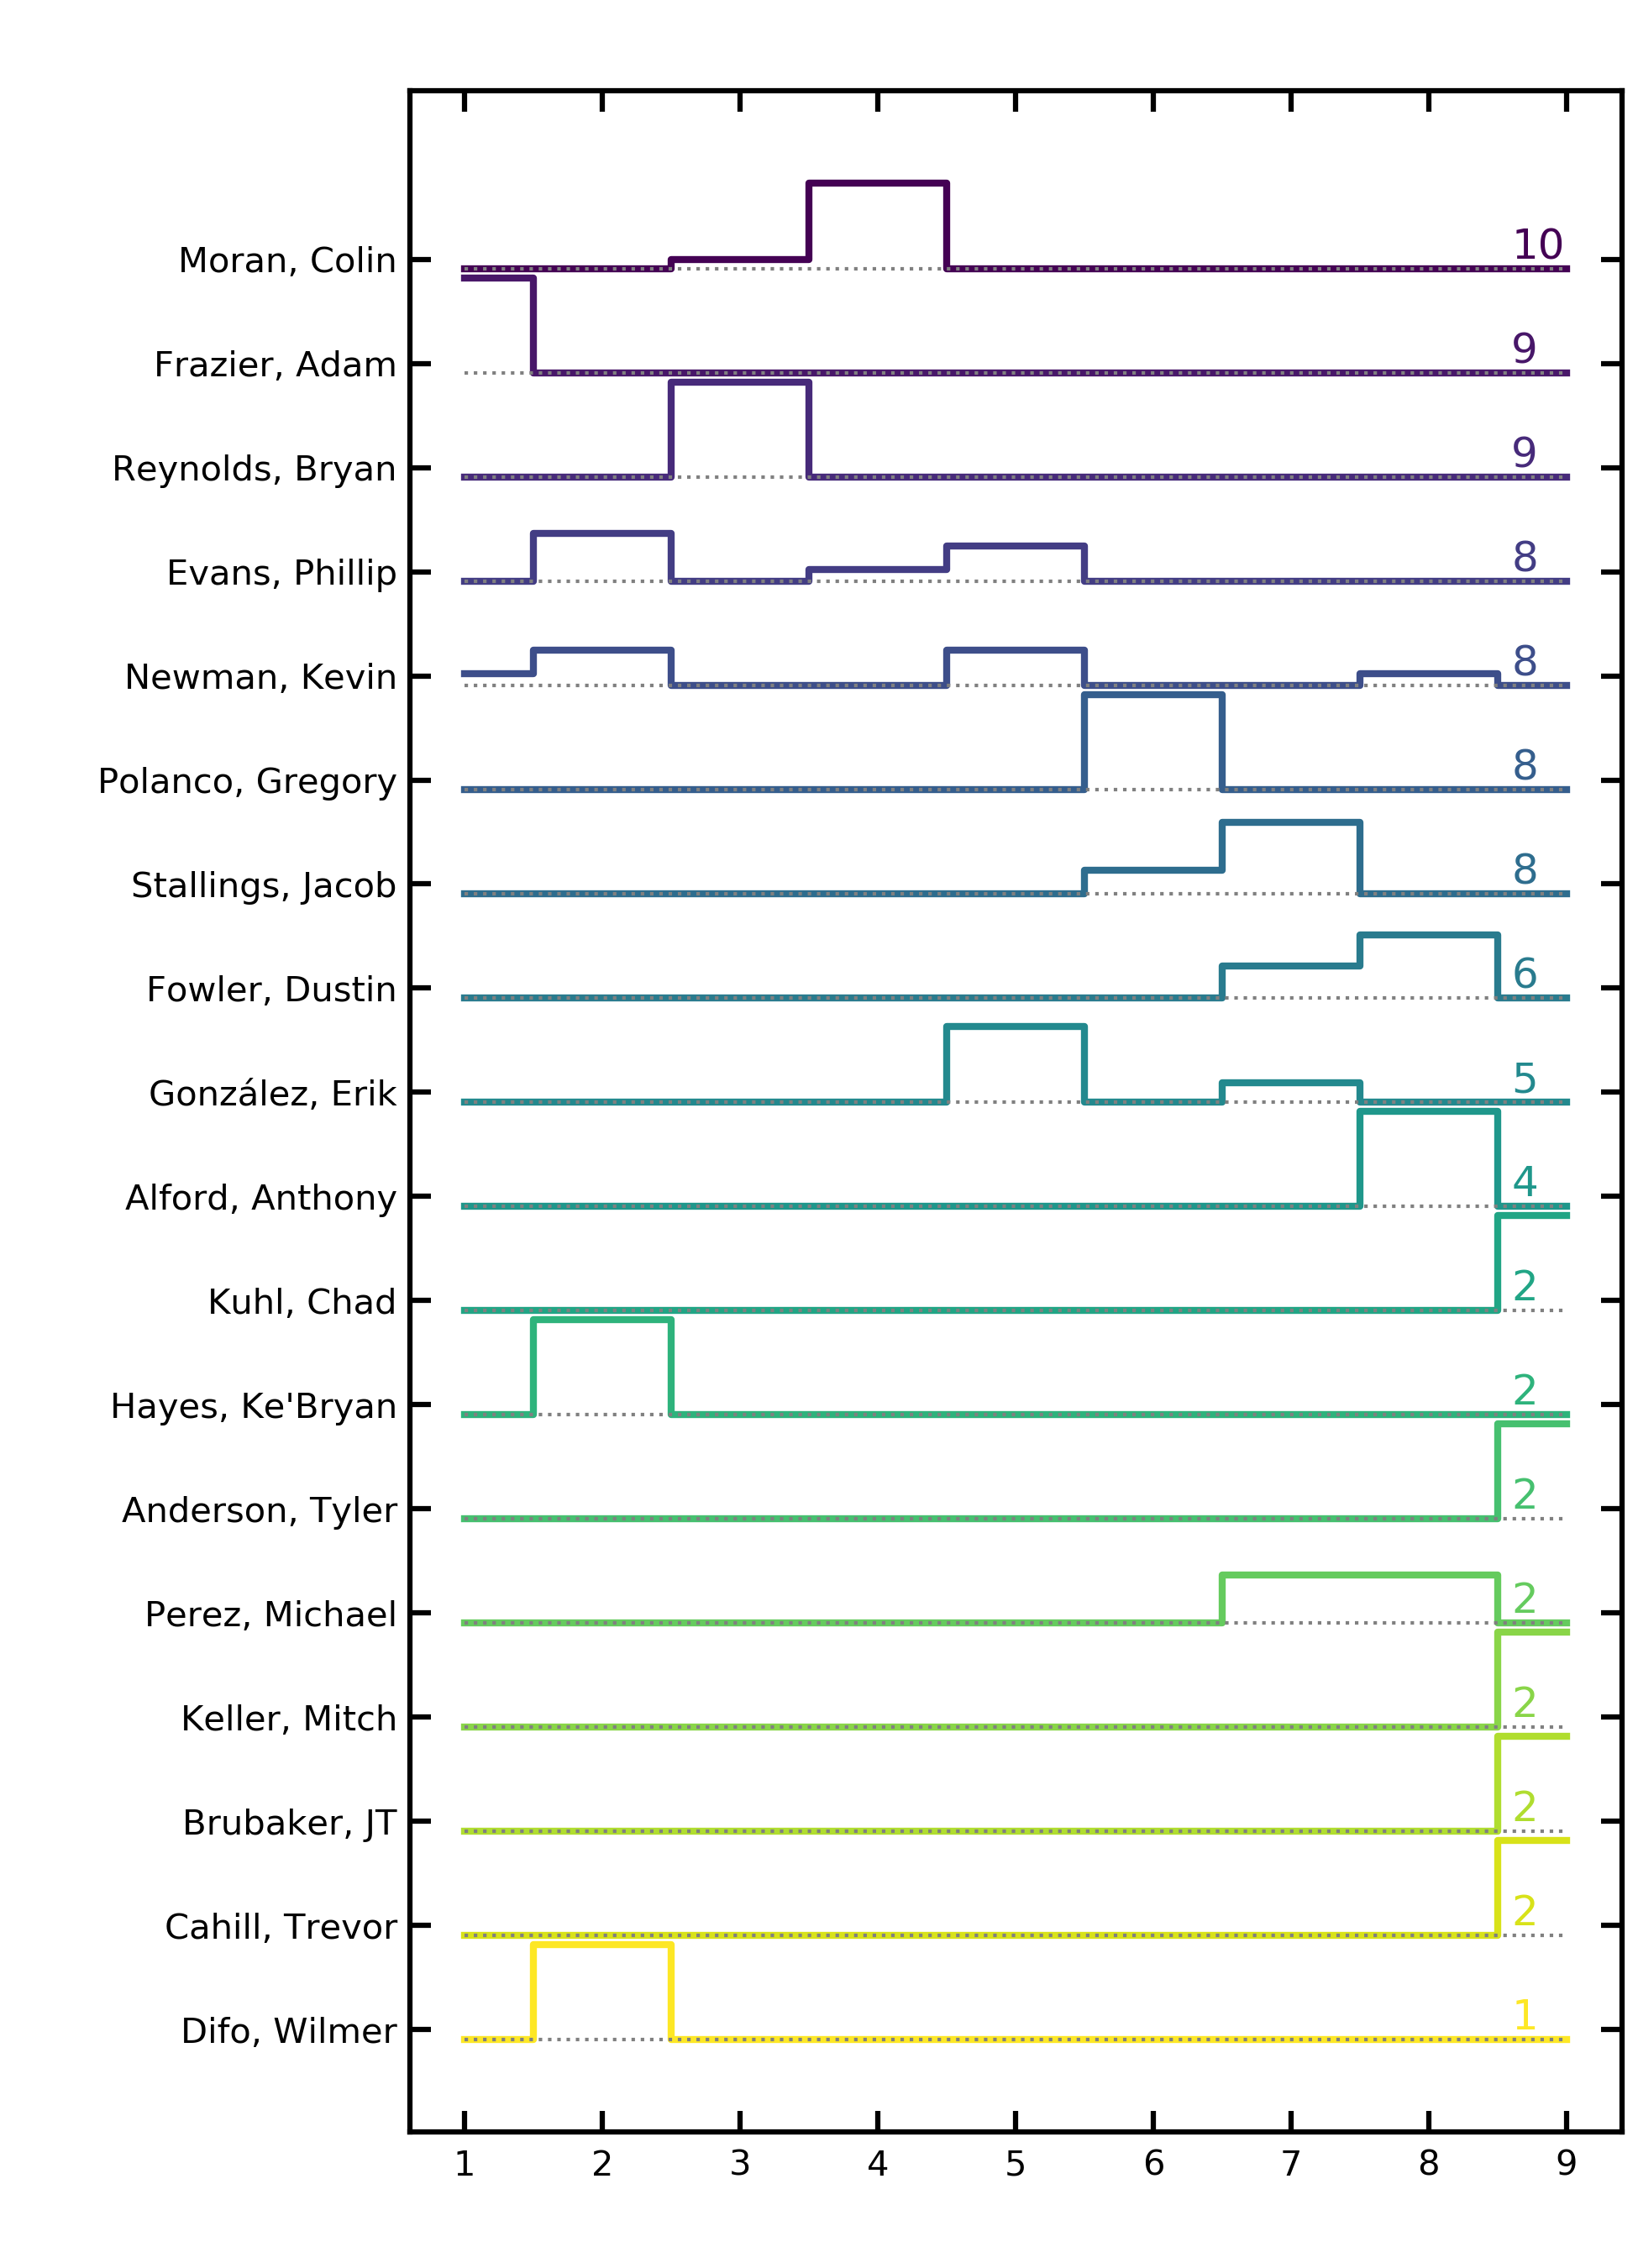 Moran, Colin 10
Frazier, Adam 9
Reynolds, Bryan 9
Evans, Phillip 8
Newman, Kevin 8
Polanco, Gregory 8
Stallings, Jacob 8
Fowler, Dustin 6
González, Erik 5
Alford, Anthony 4
Kuhl, Chad 2
Hayes, Ke'Bryan 2
Anderson, Tyler 2
Perez, Michael 2
Keller, Mitch 2
Brubaker, JT 2
Cahill, Trevor 2
Difo, Wilmer 1
1 2 3 4 5 6 7 8 9